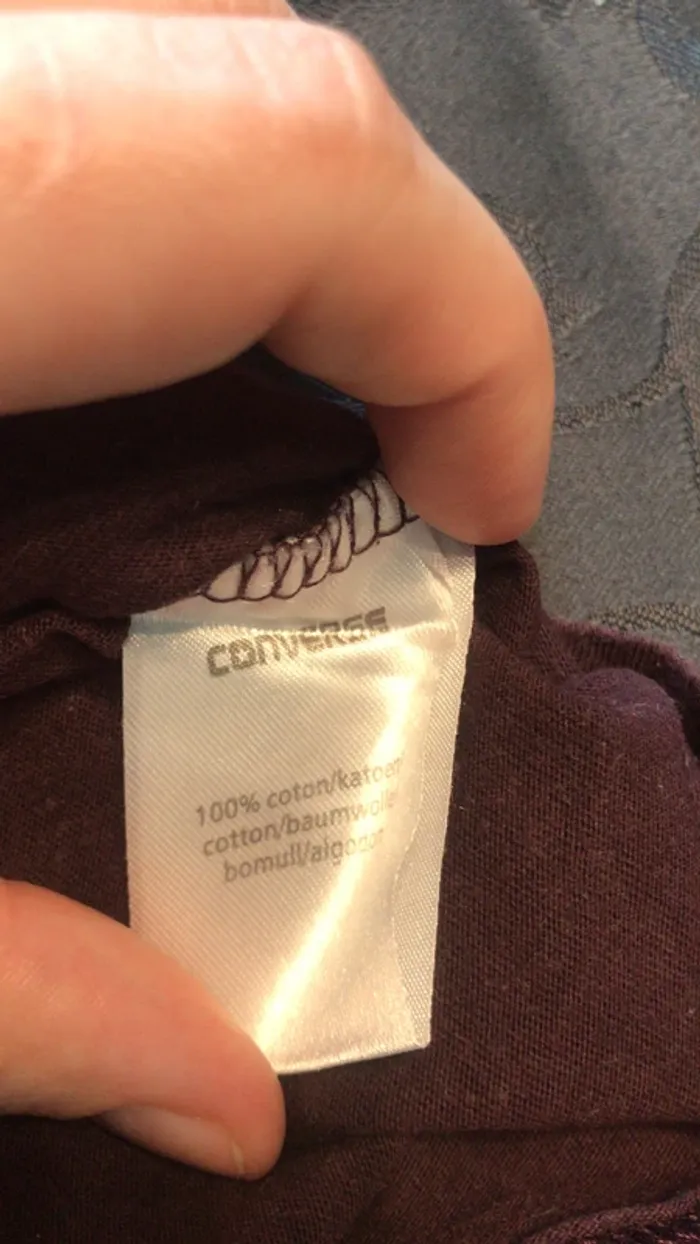 CONVERSE
100% coton/katoen
cotton/baumwolle
bomull/algodon